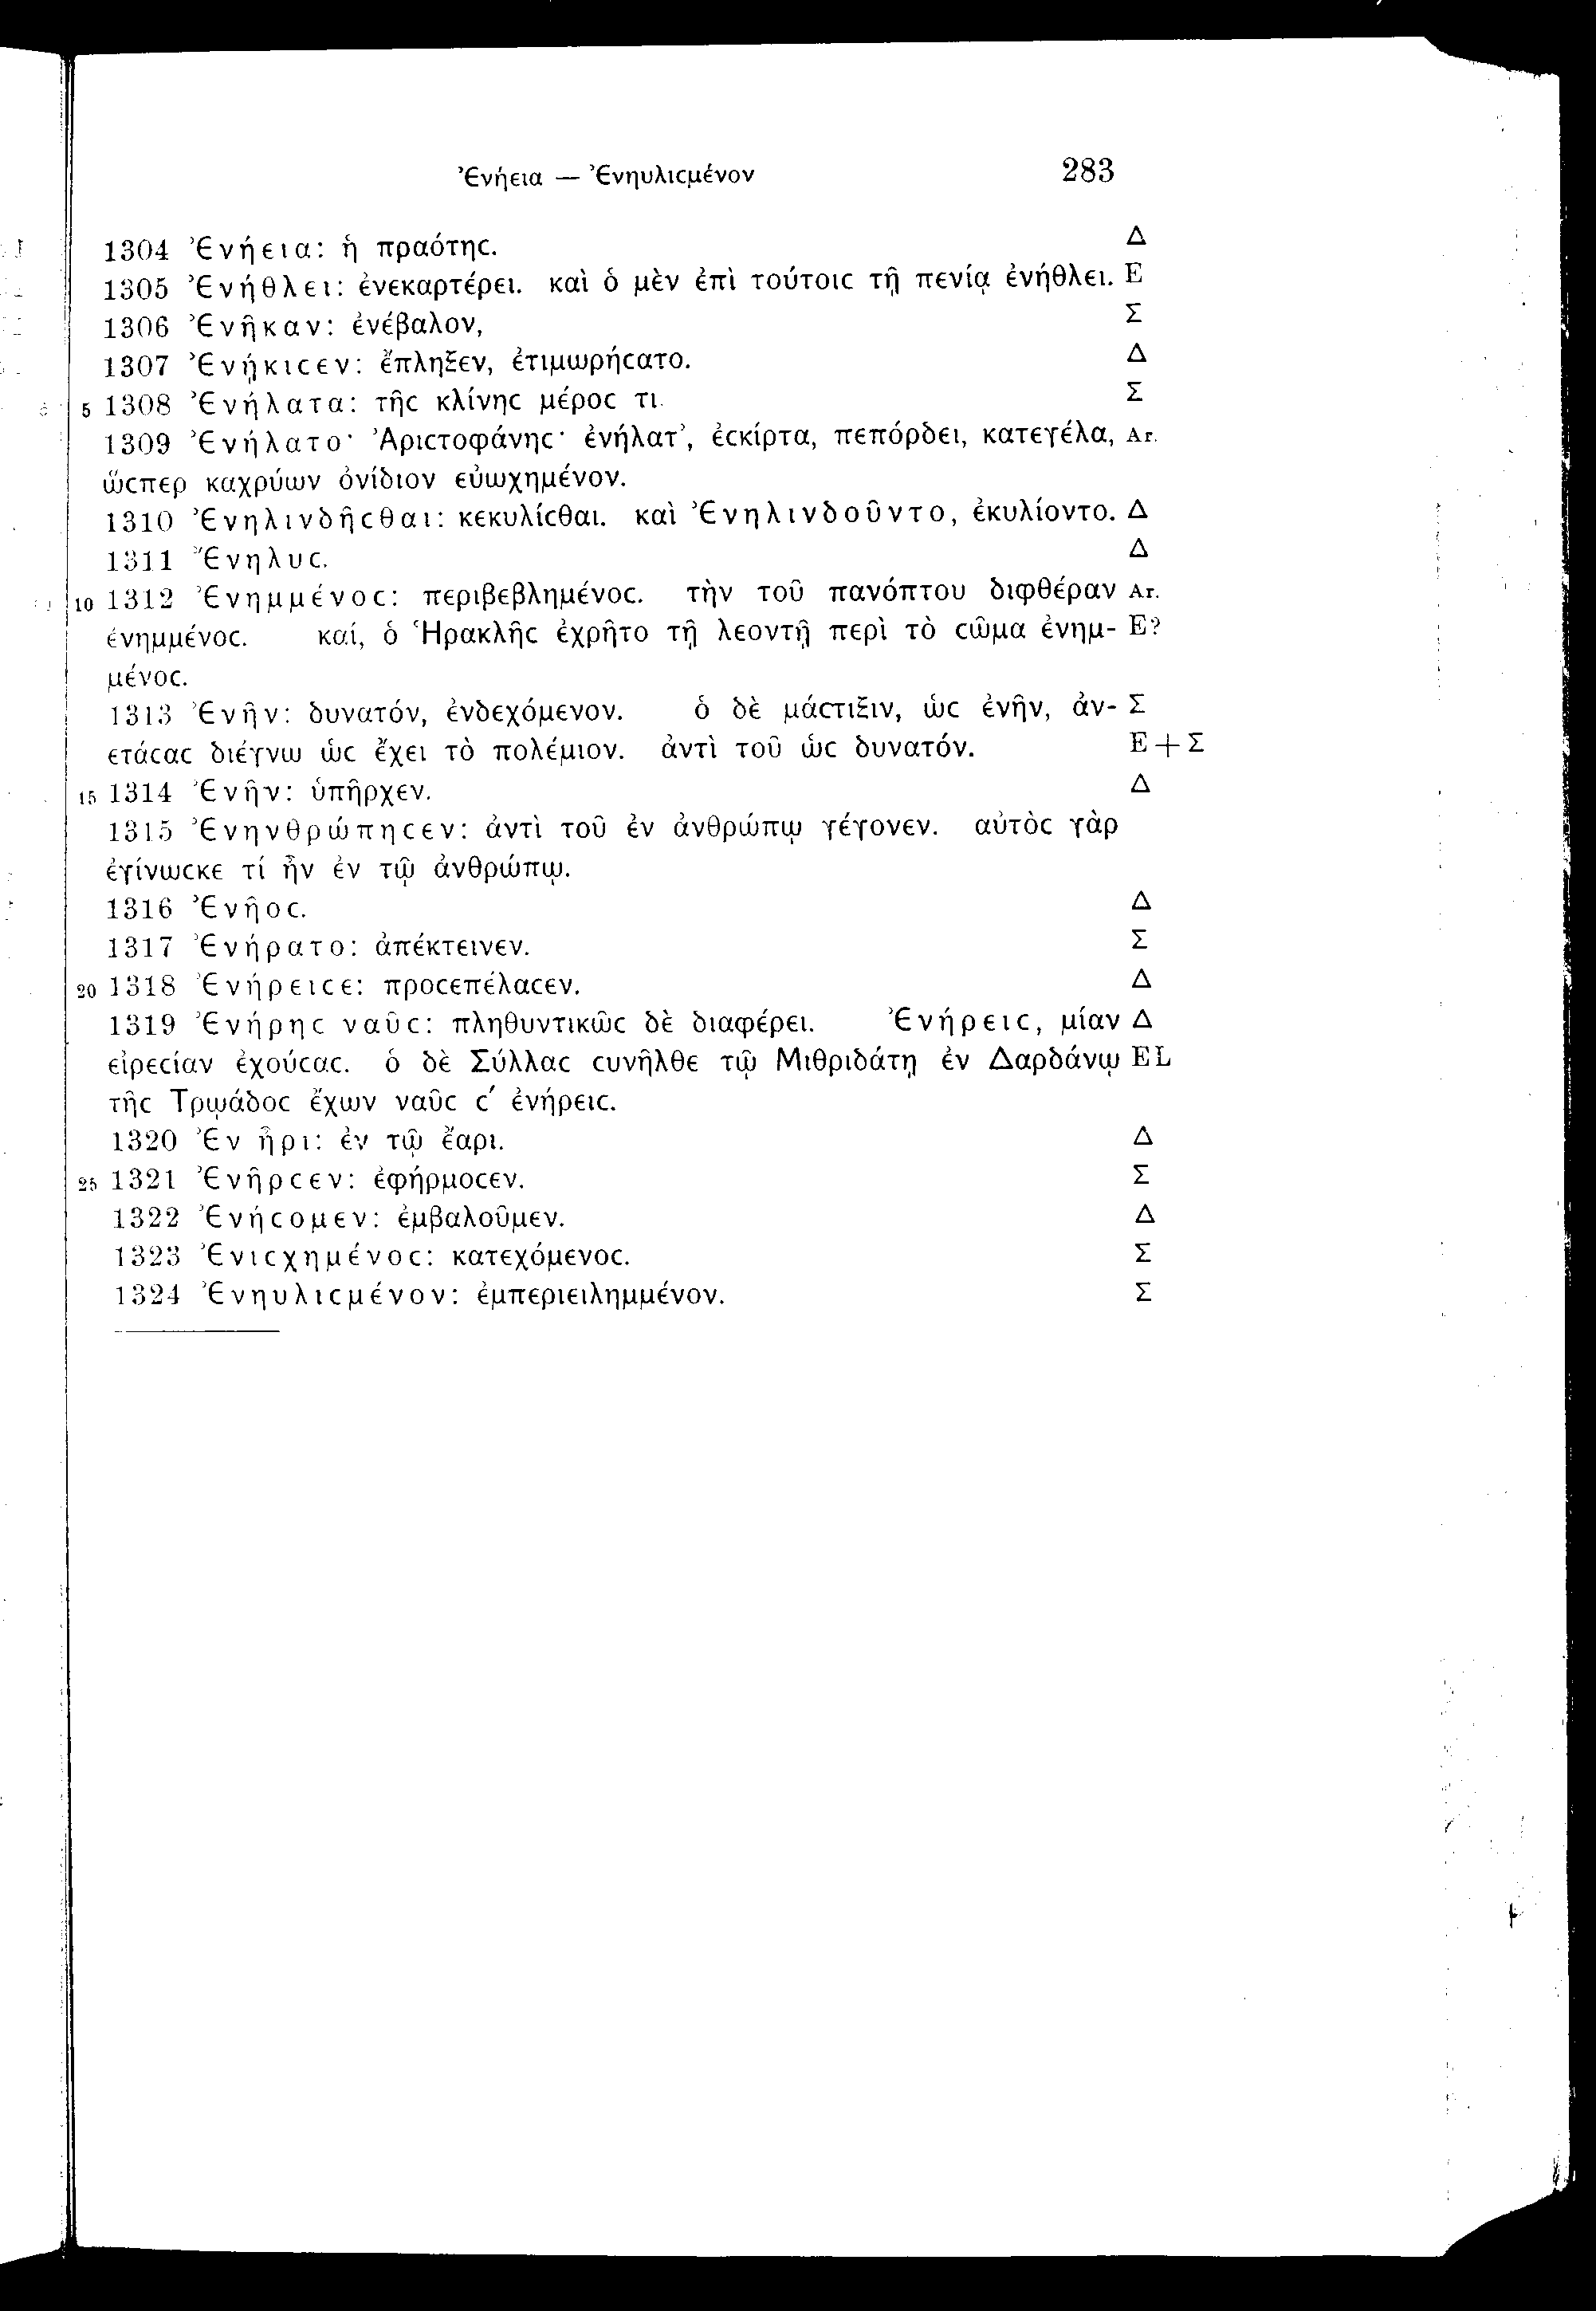 Ἐνήεια — Ἐνηυλιϲμένον 283
1304 Ἐνήεια: ἡ πραότηϲ. Δ
1305 Ἐνήθλει: ἐνεκαρτέρει. καὶ ὁ μὲν ἐπὶ τούτοιϲ τῇ πενίᾳ ἐνήθλει. E
1306 Ἐνῆκαν: ἐνέβαλον, Σ
1307 Ἐνῄκιϲεν: ἔπληξεν, ἐτιμωρήϲατο. Δ
5 1308 Ἐνήλατα: τῆϲ κλίνηϲ μέροϲ τι. Σ
1309 Ἐνήλατο· Ἀριϲτοφάνηϲ· ἐνήλατ', ἐϲκίρτα, πεπόρδει, κατεγέλα, Ar.
ὥϲπερ καχρύων ὀνίδιον εὐωχημένον.
1310 Ἐνηλινδῆϲθαι: κεκυλίϲθαι. καὶ Ἐνηλινδοῦντο, ἐκυλίοντο. Δ
1311 Ἔνηλυϲ. Δ
10 1312 Ἐνημμένοϲ: περιβεβλημένοϲ. τὴν τοῦ πανόπτου διφθέραν Ar.
ἐνημμένοϲ. καί, ὁ Ἡρακλῆϲ ἐχρῆτο τῇ λεοντῇ περὶ τὸ ϲῶμα ἐνημ- E?
μένοϲ.
1313 Ἐνῆν: δυνατόν, ἐνδεχόμενον. ὁ δὲ μάϲτιξιν, ὡϲ ἐνῆν, ἀν- Σ
ετάϲαϲ διέγνω ὡϲ ἔχει τὸ πολέμιον. ἀντὶ τοῦ ὡϲ δυνατόν. E + Σ
15 1314 Ἐνῆν: ὑπῆρχεν. Δ
1315 Ἐνηνθρώπηϲεν: ἀντὶ τοῦ ἐν ἀνθρώπῳ γέγονεν. αὐτὸϲ γὰρ
ἐγίνωϲκε τί ἦν ἐν τῷ ἀνθρώπῳ.
1316 Ἐνῆοϲ. Δ
1317 Ἐνήρατο: ἀπέκτεινεν. Σ
20 1318 Ἐνήρειϲε: προϲεπέλαϲεν. Δ
1319 Ἐνήρηϲ ναῦϲ: πληθυντικῶϲ δὲ διαφέρει. Ἐνήρειϲ, μίαν Δ
εἰρεϲίαν ἐχούϲαϲ. ὁ δὲ Σύλλαϲ ϲυνῆλθε τῷ Μιθριδάτῃ ἐν Δαρδάνῳ EL
τῆϲ Τρῳάδοϲ ἔχων ναῦϲ ϲʹ ἐνήρειϲ.
1320 Ἐν ἦρι: ἐν τῷ ἔαρι. Δ
25 1321 Ἐνῆρϲεν: ἐφήρμοϲεν. Σ
1322 Ἐνήϲομεν: ἐμβαλοῦμεν. Δ
1323 Ἐνιϲχημένοϲ: κατεχόμενοϲ. Σ
1324 Ἐνηυλιϲμένον: ἐμπεριειλημμένον. Σ